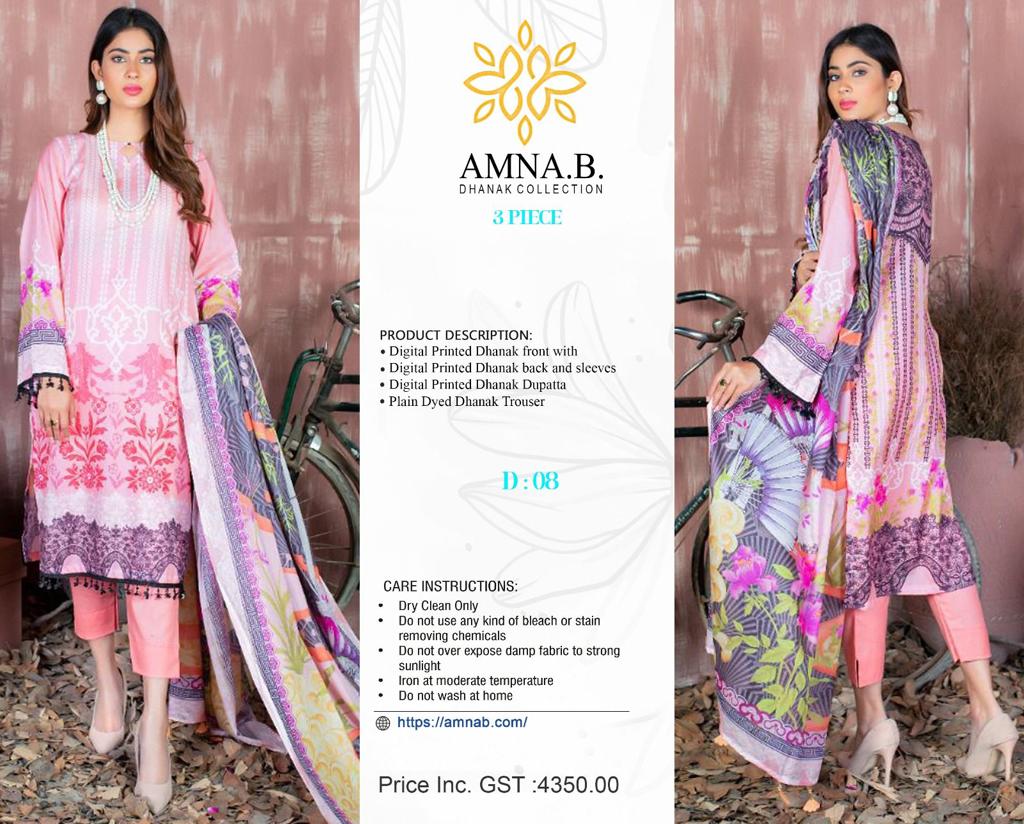 AMNA.B.
DHANAK COLLECTION
3 PIECE
PRODUCT DESCRIPTION:
• Digital Printed Dhanak front with
• Digital Printed Dhanak back and sleevcs
• Digital Printed Dhanak Dupatta
• Plain Dyed Dhanak Trouser
D : 08
CARE INSTRUCTIONS:
• Dry Clean Only
• Do not use any kind of bleach or stain
removing chemicals
• Do not over expose damp fabric to strong
sunlight
• Iron at moderate temperature
• Do not wash at home
https://amnab.com/
Price Inc. GST :4350.00